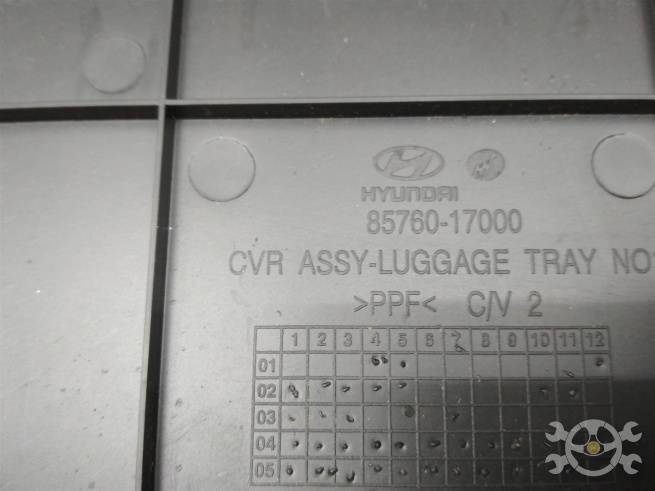 HYUNDAI
85760-17000
CVR ASSY-LUGGAGE TRAY NO
>PPF< C/V 2
1 2 3 4 5 6 7 8 9 10 11 12
01
02
03
04
05